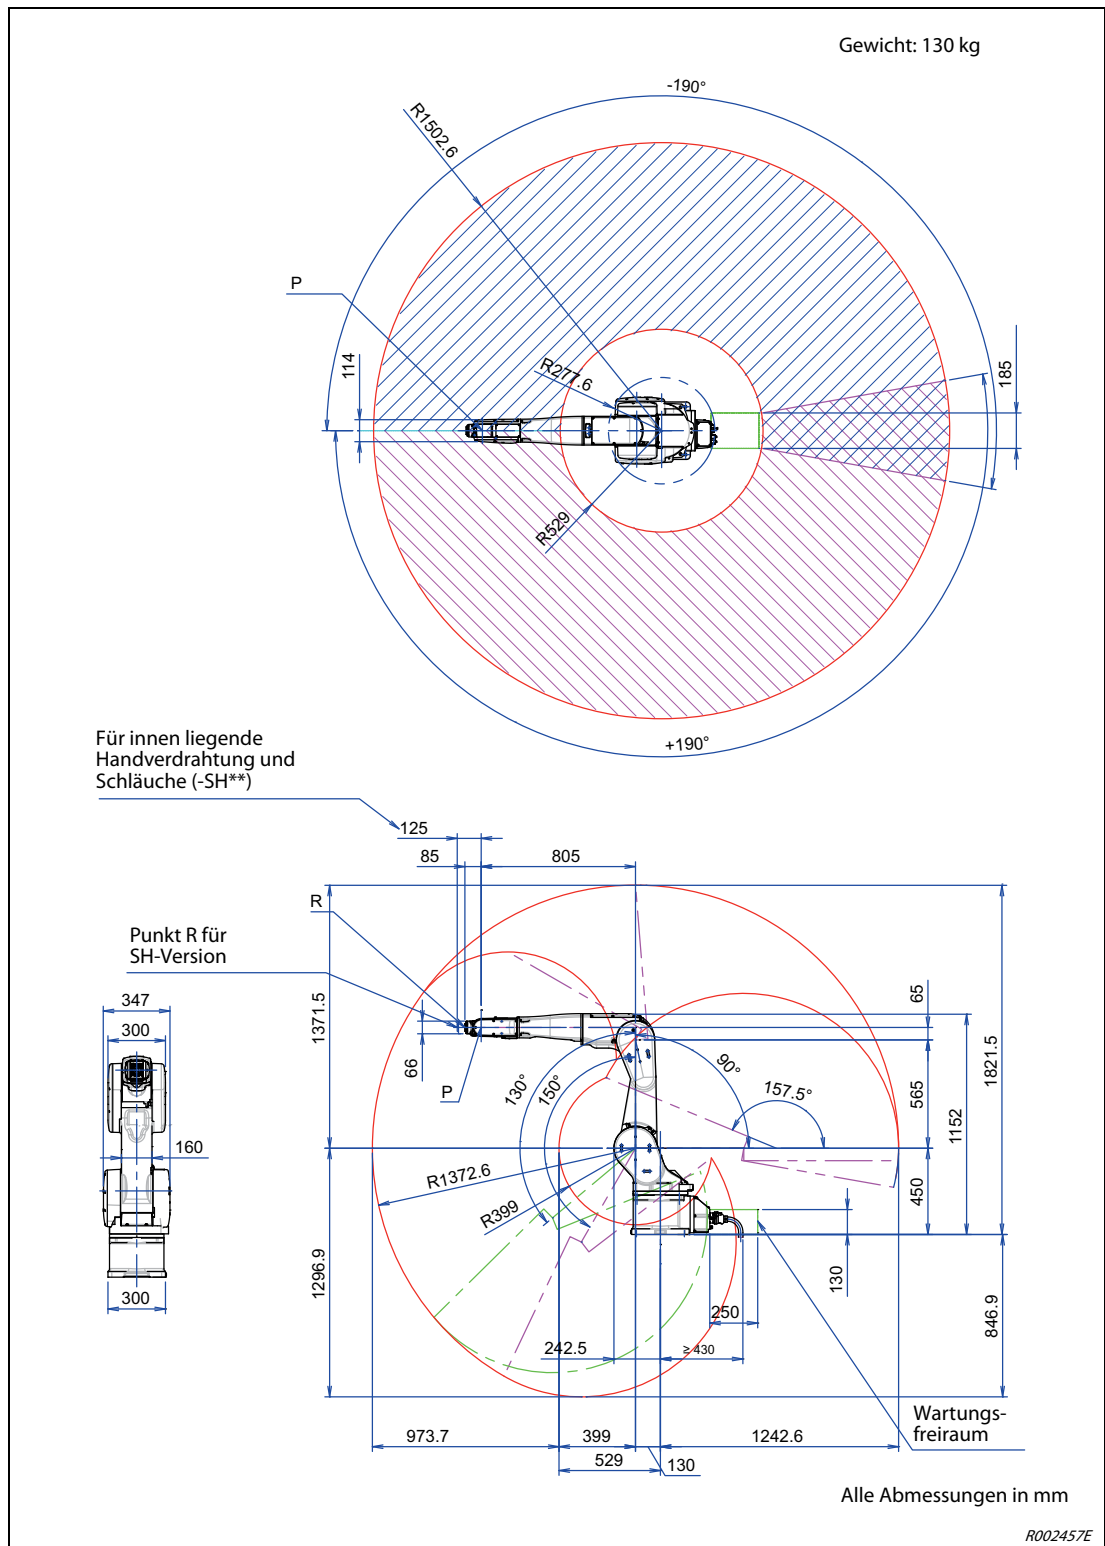 Gewicht: 130 kg
-190°
R1502.6
P
114
R277.6
185
R529
+190°
Für innen liegende
Handverdrahtung und
Schläuche (-SH**)
125
85
805
R
Punkt R für
SH-Version
347
300
1371.5
66
P
130°
150°
90°
157.5°
65
565
1152
1821.5
160
R1372.6
R399
450
300
1296.9
130
250
242.5
≥ 430
846.9
Wartungs-
freiraum
973.7
399
1242.6
529
130
Alle Abmessungen in mm
R002457E